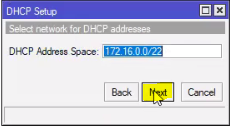 DHCP Setup
Select network for DHCP addresses
DHCP Address Space: 172.16.0.0/22
Back Next Cancel